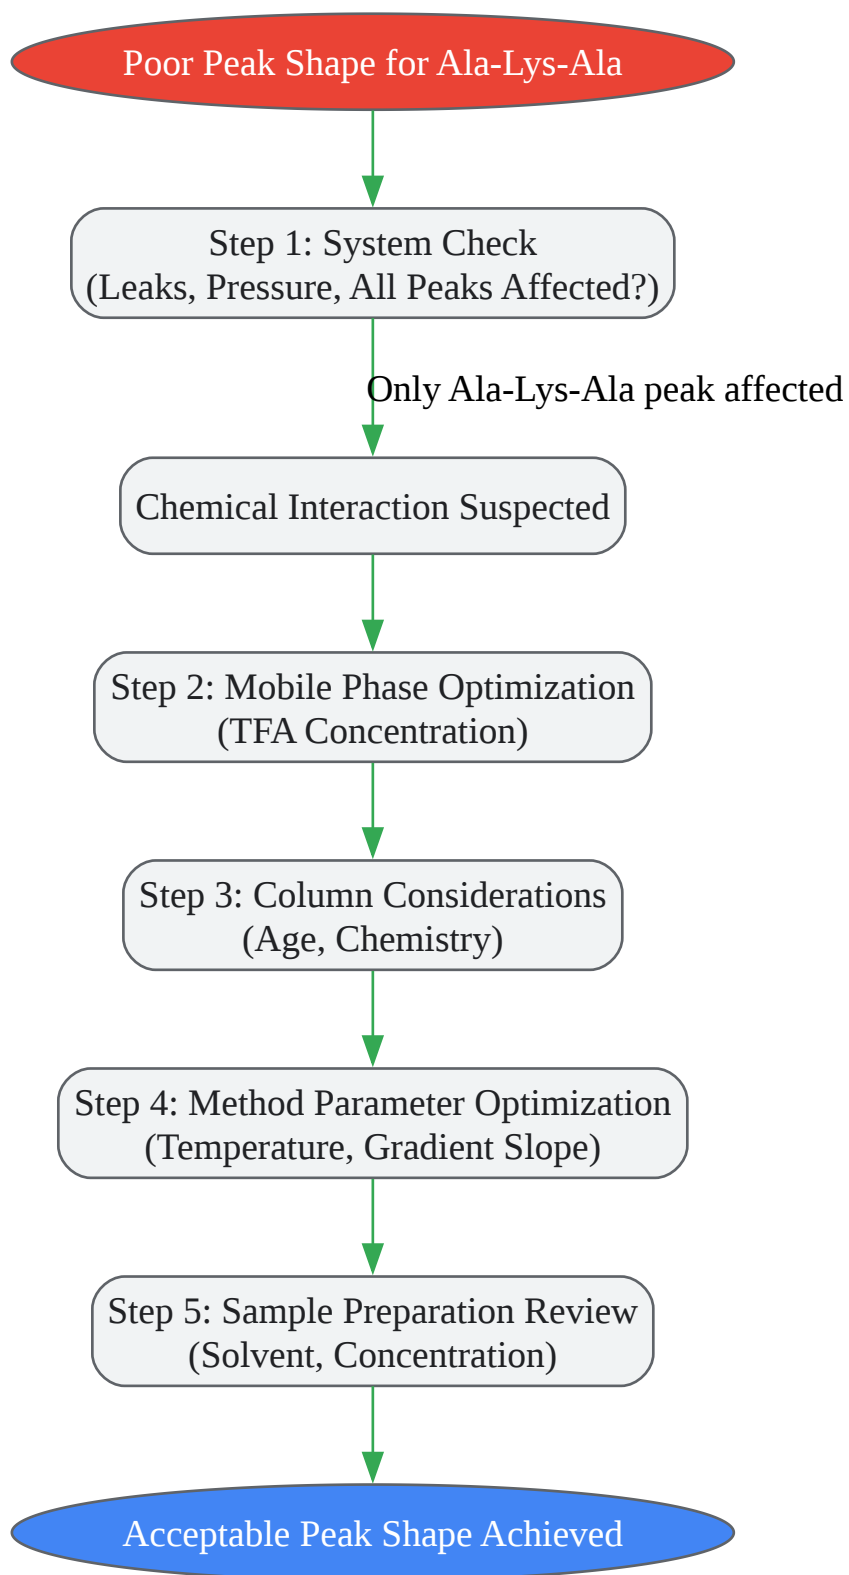 Poor Peak Shape for Ala-Lys-Ala
Step 1: System Check
(Leaks, Pressure, All Peaks Affected?)
Only Ala-Lys-Ala peak affected
Chemical Interaction Suspected
Step 2: Mobile Phase Optimization
(TFA Concentration)
Step 3: Column Considerations
(Age, Chemistry)
Step 4: Method Parameter Optimization
(Temperature, Gradient Slope)
Step 5: Sample Preparation Review
(Solvent, Concentration)
Acceptable Peak Shape Achieved